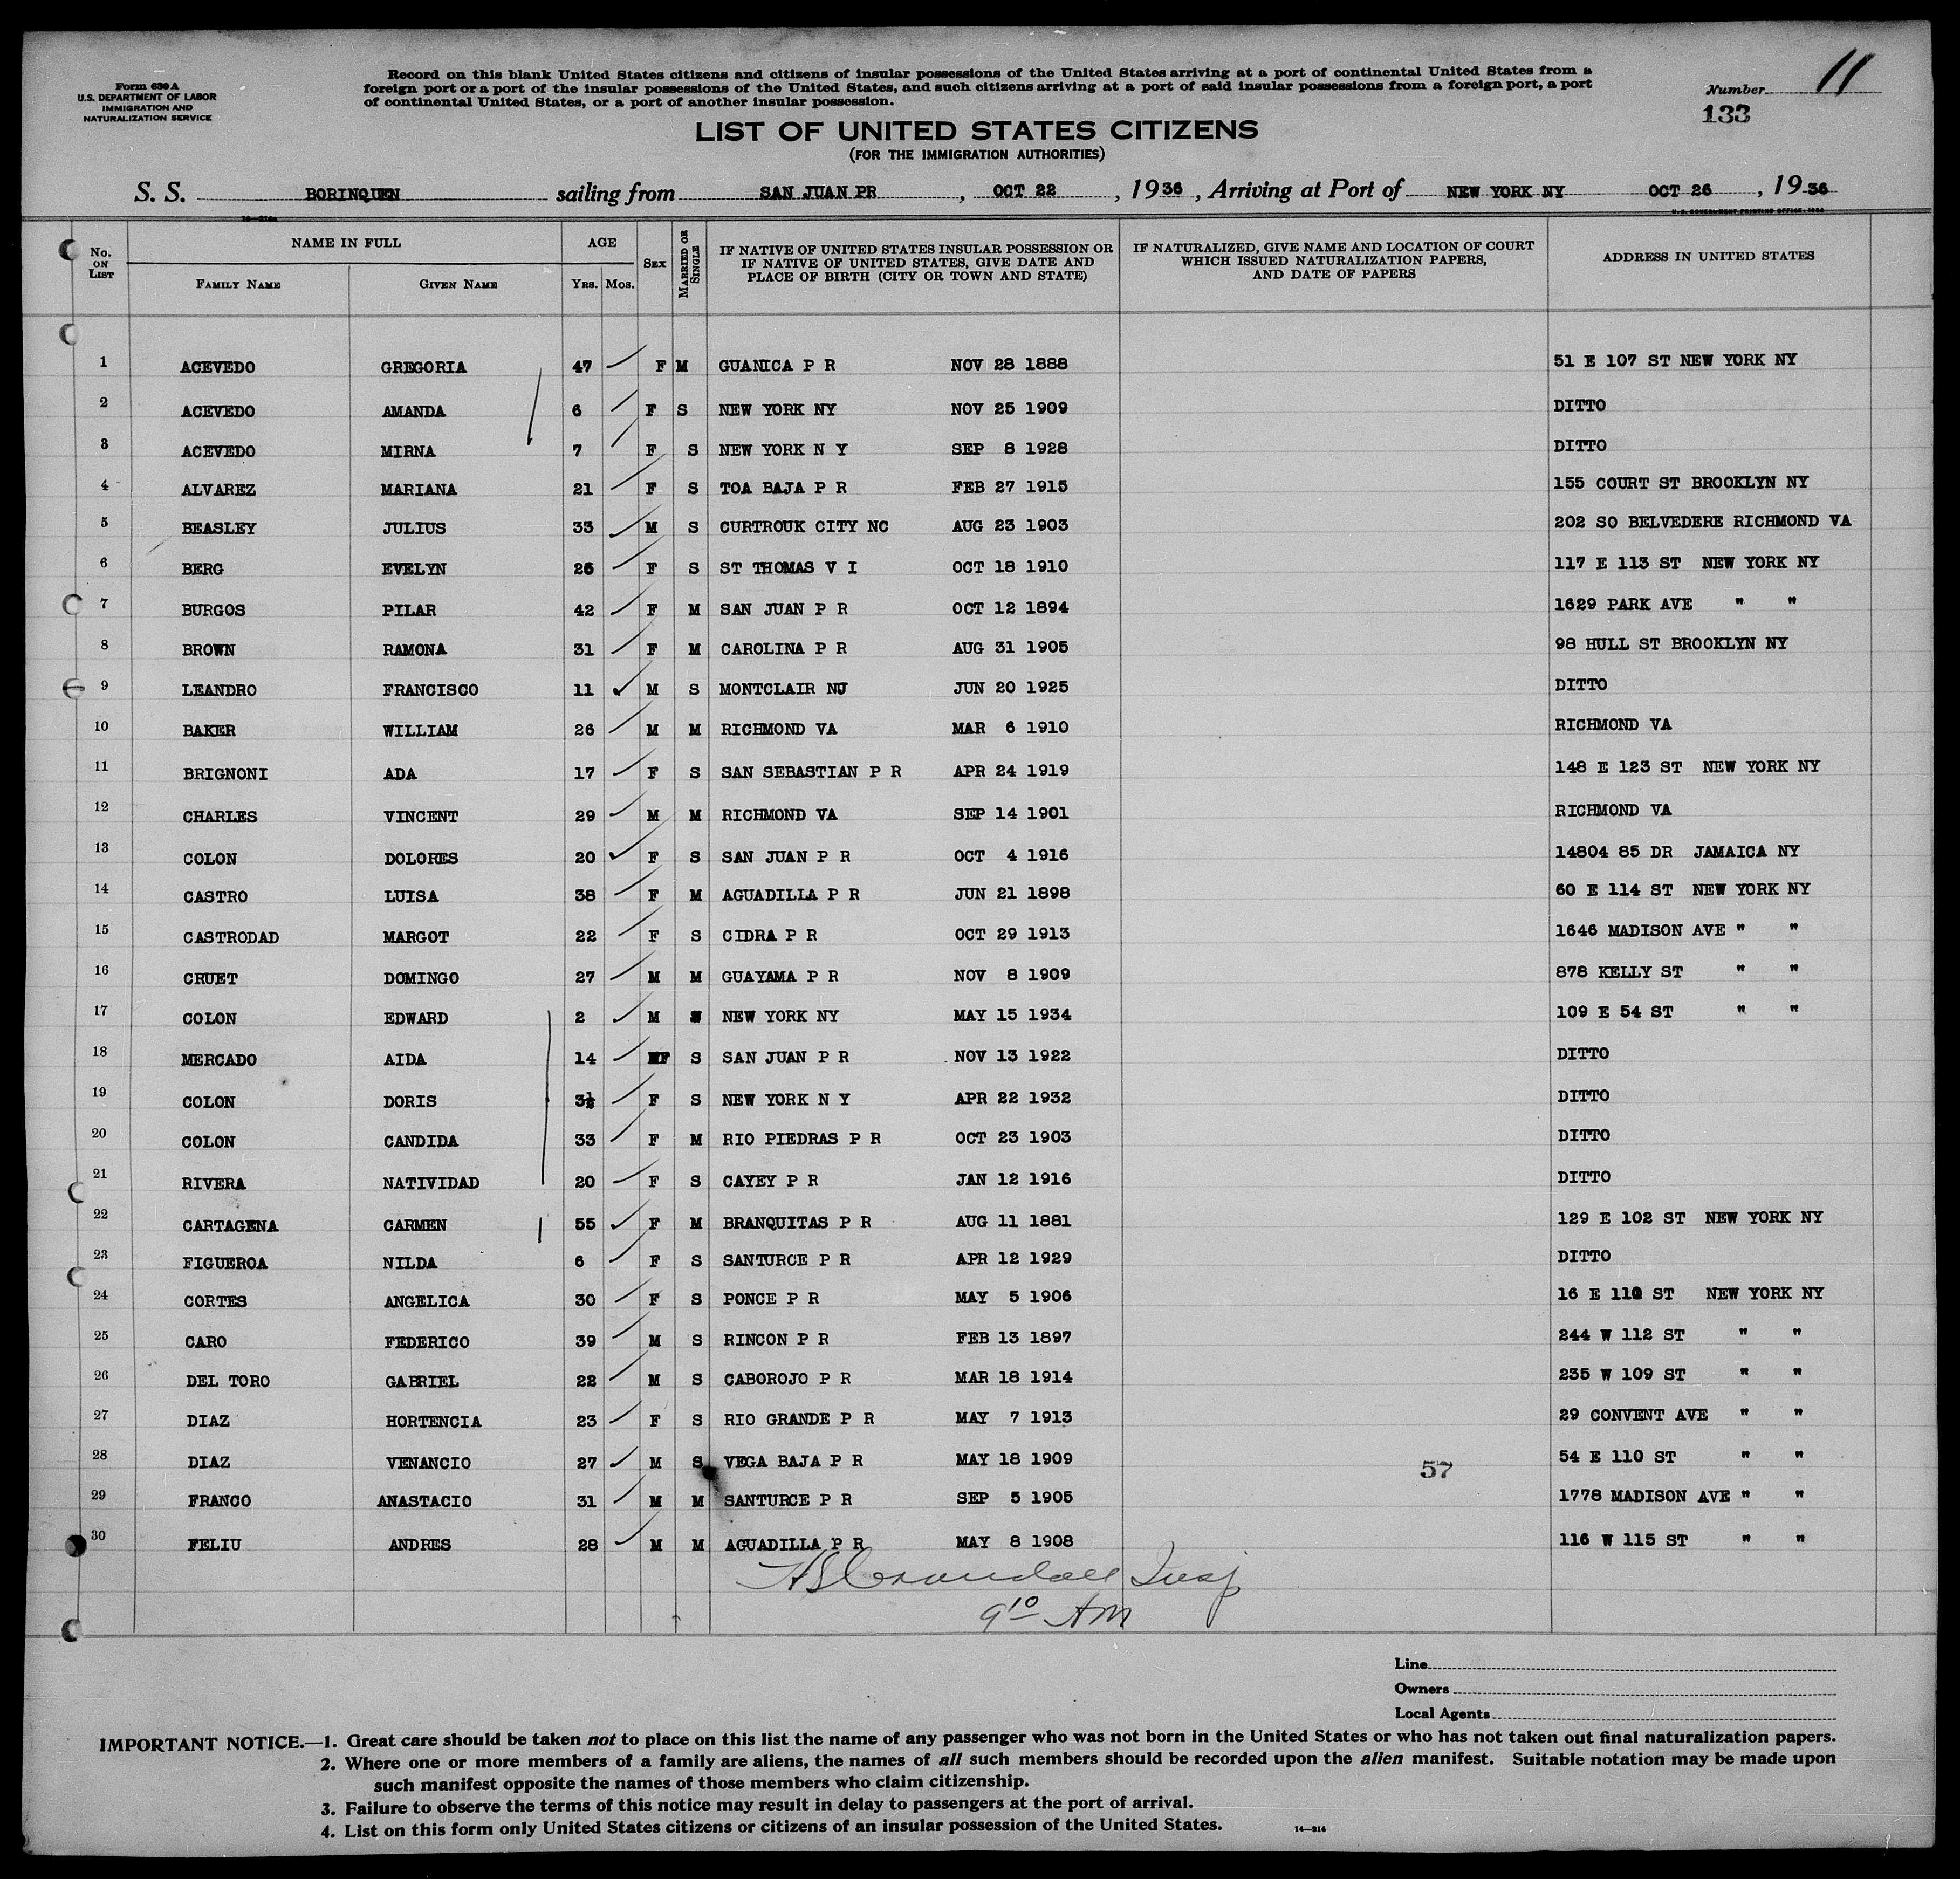 Form 630 A
U.S. DEPARTMENT OF LABOR
IMMIGRATION AND
NATURALIZATION SERVICE
Record on this blank United States citizens and citizens of insular possessions of the United States arriving at a port of continental United States from a
foreign port or a port of the insular possessions of the United States, and such citizens arriving at a port of said insular possessions from a foreign port, a port
of continental United States, or a port of another insular possession.
Number 11
133
LIST OF UNITED STATES CITIZENS
(FOR THE IMMIGRATION AUTHORITIES)
S. S. BORINQUEN sailing from SAN JUAN PR, OCT 22, 1936, Arriving at Port of NEW YORK NY OCT 26, 1936
No. ON LIST
NAME IN FULL
FAMILY NAME
GIVEN NAME
AGE
YRS. MOS.
SEX
MARRIED OR SINGLE
IF NATIVE OF UNITED STATES INSULAR POSSESSION OR
IF NATIVE OF UNITED STATES, GIVE DATE AND
PLACE OF BIRTH (CITY OR TOWN AND STATE)
IF NATURALIZED, GIVE NAME AND LOCATION OF COURT
WHICH ISSUED NATURALIZATION PAPERS,
AND DATE OF PAPERS
ADDRESS IN UNITED STATES
1 ACEVEDO GREGORIA 47 F M GUANICA P R NOV 28 1888 51 E 107 ST NEW YORK NY
2 ACEVEDO AMANDA 6 F S NEW YORK NY NOV 25 1909 DITTO
3 ACEVEDO MIRNA 7 F S NEW YORK N Y SEP 8 1928 DITTO
4 ALVAREZ MARIANA 21 F S TOA BAJA P R FEB 27 1915 155 COURT ST BROOKLYN NY
5 BEASLEY JULIUS 33 M S CURTROUK CITY NC AUG 23 1903 202 SO BELVEDERE RICHMOND VA
6 BERG EVELYN 26 F S ST THOMAS V I OCT 18 1910 117 E 113 ST NEW YORK NY
7 BURGOS PILAR 42 F M SAN JUAN P R OCT 12 1894 1629 PARK AVE " "
8 BROWN RAMONA 31 F M CAROLINA P R AUG 31 1905 98 HULL ST BROOKLYN NY
9 LEANDRO FRANCISCO 11 M S MONTCLAIR NJ JUN 20 1925 DITTO
10 BAKER WILLIAM 26 M M RICHMOND VA MAR 6 1910 RICHMOND VA
11 BRIGNONI ADA 17 F S SAN SEBASTIAN P R APR 24 1919 148 E 123 ST NEW YORK NY
12 CHARLES VINCENT 29 M M RICHMOND VA SEP 14 1901 RICHMOND VA
13 COLON DOLORES 20 F S SAN JUAN P R OCT 4 1916 14804 85 DR JAMAICA NY
14 CASTRO LUISA 38 F M AGUADILLA P R JUN 21 1898 60 E 114 ST NEW YORK NY
15 CASTRODAD MARGOT 22 F S CIDRA P R OCT 29 1913 1646 MADISON AVE " "
16 CRUET DOMINGO 27 M M GUAYAMA P R NOV 8 1909 878 KELLY ST " "
17 COLON EDWARD 2 M NEW YORK NY MAY 15 1934 109 E 54 ST " "
18 MERCADO AIDA 14 F S SAN JUAN P R NOV 13 1922 DITTO
19 COLON DORIS 3½ F S NEW YORK N Y APR 22 1932 DITTO
20 COLON CANDIDA 33 F M RIO PIEDRAS P R OCT 23 1903 DITTO
21 RIVERA NATIVIDAD 20 F S CAYEY P R JAN 12 1916 DITTO
22 CARTAGENA CARMEN 55 F M BRANQUITAS P R AUG 11 1881 129 E 102 ST NEW YORK NY
23 FIGUEROA NILDA 6 F S SANTURCE P R APR 12 1929 DITTO
24 CORTES ANGELICA 30 F S PONCE P R MAY 5 1906 16 E ST NEW YORK NY
25 CARO FEDERICO 39 M S RINCON P R FEB 13 1897 244 W 112 ST " "
26 DEL TORO GABRIEL 22 M S CABOROJO P R MAR 18 1914 235 W 109 ST " "
27 DIAZ HORTENCIA 23 F S RIO GRANDE P R MAY 7 1913 29 CONVENT AVE " "
28 DIAZ VENANCIO 27 M S VEGA BAJA P R MAY 18 1909 54 E 110 ST " "
57
29 FRANCO ANASTACIO 31 M M SANTURCE P R SEP 5 1905 1778 MADISON AVE " "
30 FELIU ANDRES 28 M M AGUADILLA P R MAY 8 1908 116 W 115 ST " "
HS Crandall Insp
9 10 AM
Line
Owners
Local Agents
IMPORTANT NOTICE.—1. Great care should be taken not to place on this list the name of any passenger who was not born in the United States or who has not taken out final naturalization papers.
2. Where one or more members of a family are aliens, the names of all such members should be recorded upon the alien manifest. Suitable notation may be made upon
such manifest opposite the names of those members who claim citizenship.
3. Failure to observe the terms of this notice may result in delay to passengers at the port of arrival.
4. List on this form only United States citizens or citizens of an insular possession of the United States.
14—314